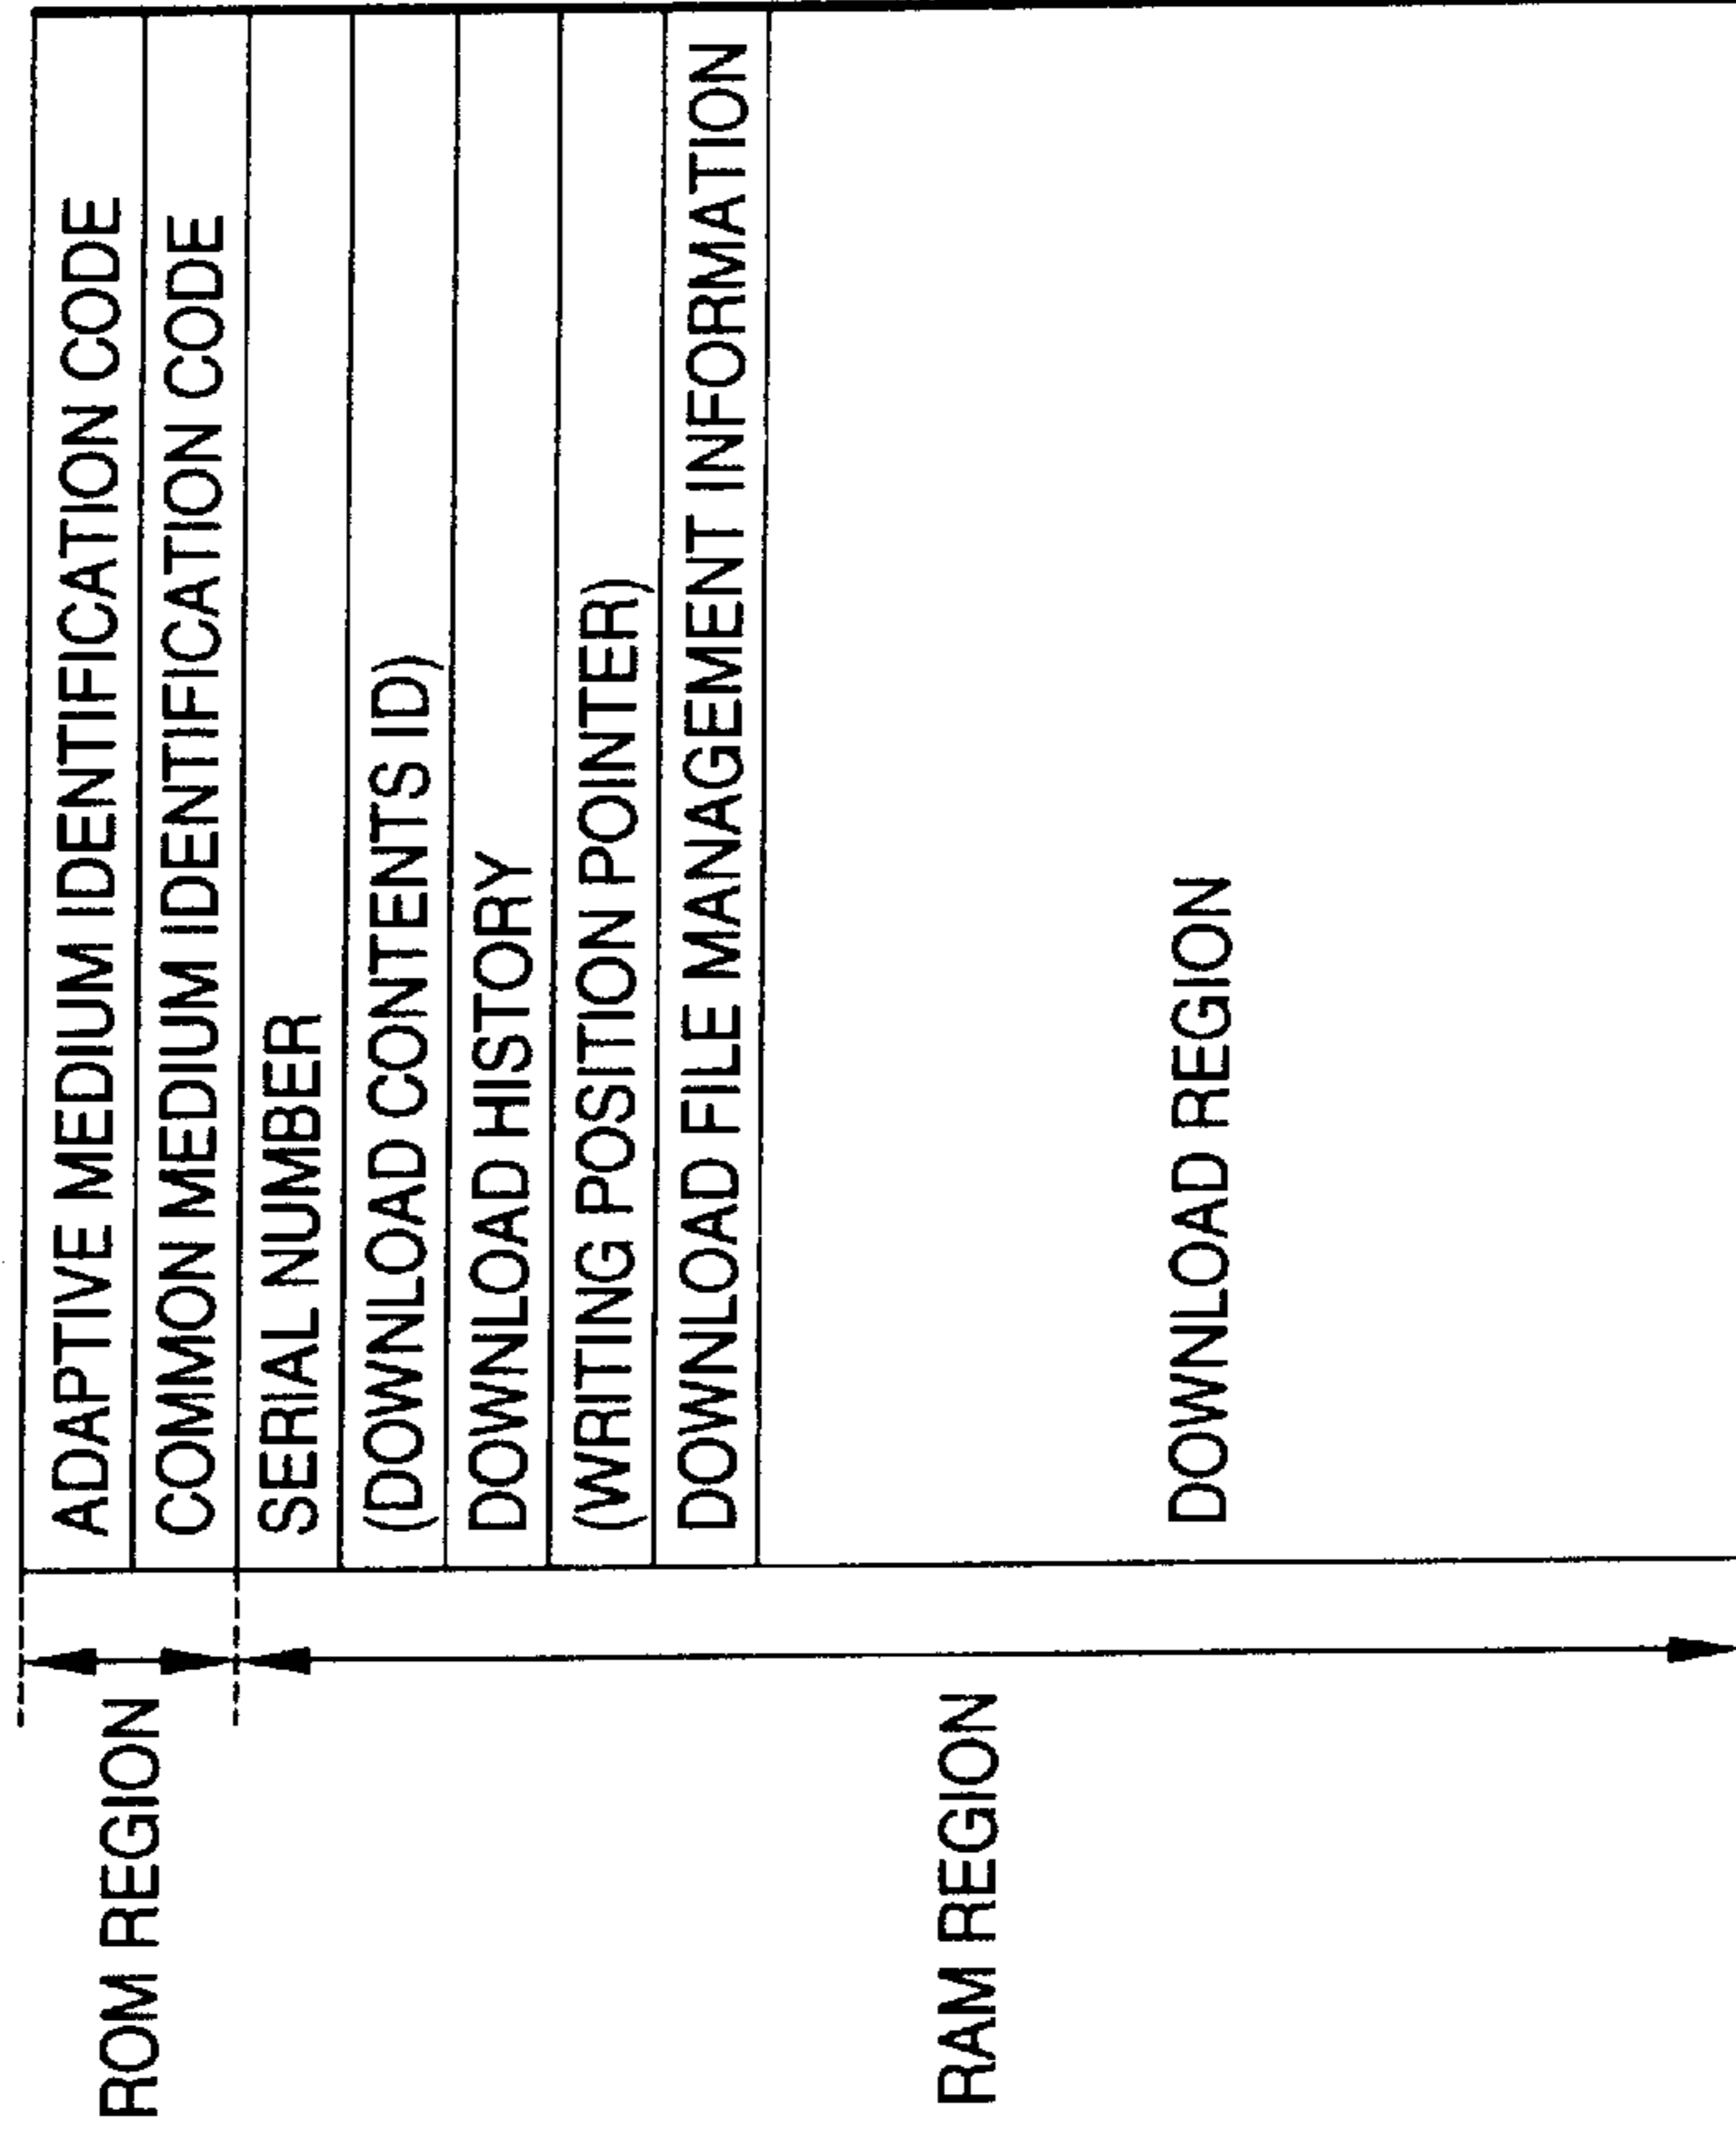 ROM REGION
ADAPTIVE MEDIUM IDENTIFICATION CODE
COMMON MEDIUM IDENTIFICATION CODE
RAM REGION
SERIAL NUMBER
(DOWNLOAD CONTENTS ID)
DOWNLOAD HISTORY
(WRITING POSITION POINTER)
DOWNLOAD FILE MANAGEMENT INFORMATION
DOWNLOAD REGION